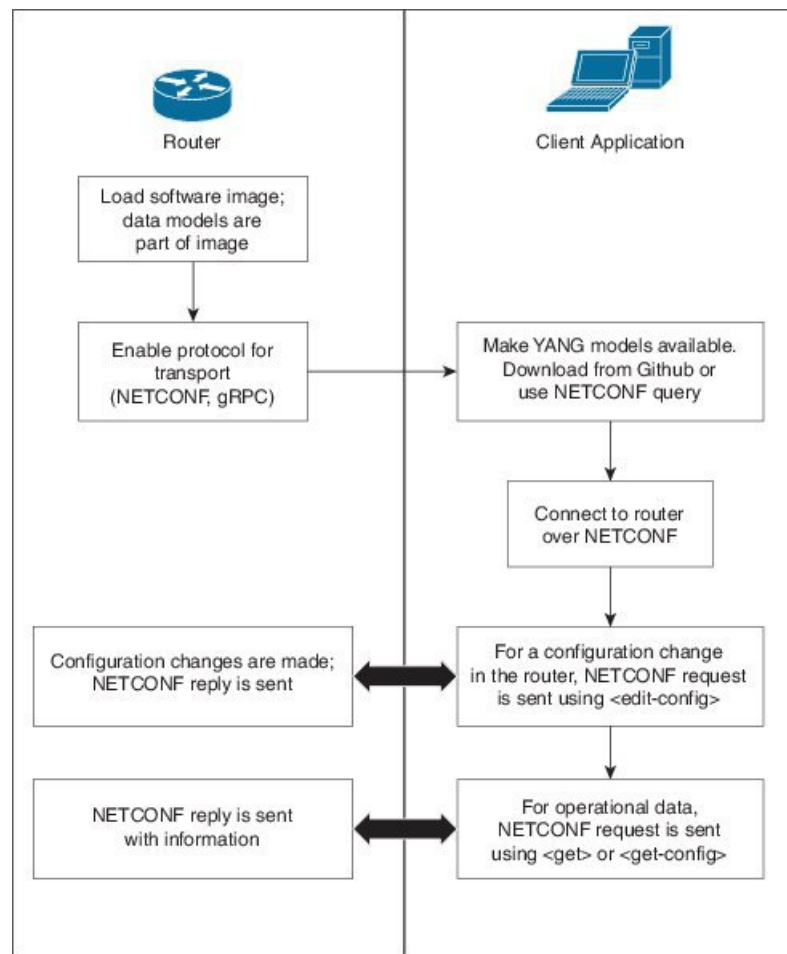 Router
Client Application
Load software image;
data models are
part of image
Enable protocol for
transport
(NETCONF, gRPC)
Make YANG models available.
Download from Github or
use NETCONF query
Connect to router
over NETCONF
Configuration changes are made;
NETCONF reply is sent
For a configuration change
in the router, NETCONF request
is sent using <edit-config>
NETCONF reply is sent
with information
For operational data,
NETCONF request is sent
using <get> or <get-config>